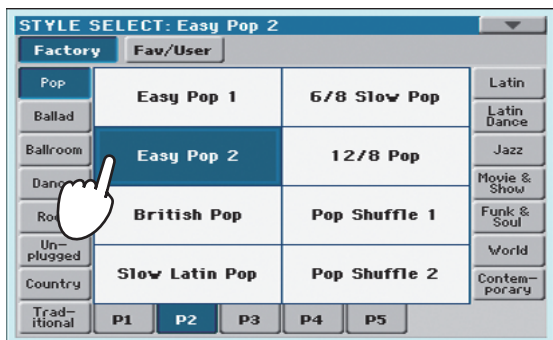 STYLE SELECT: Easy Pop 2
Factory Fav/User
Pop
Ballad
Ballroom
Un-
plugged
Country
Trad-
itional
Easy Pop 1
6/8 Slow Pop
Easy Pop 2
12/8 Pop
British Pop
Pop Shuffle 1
Slow Latin Pop
Pop Shuffle 2
Latin
Latin
Dance
Jazz
Movie &
Show
Funk &
Soul
World
Contem-
porary
P1 P2 P3 P4 P5